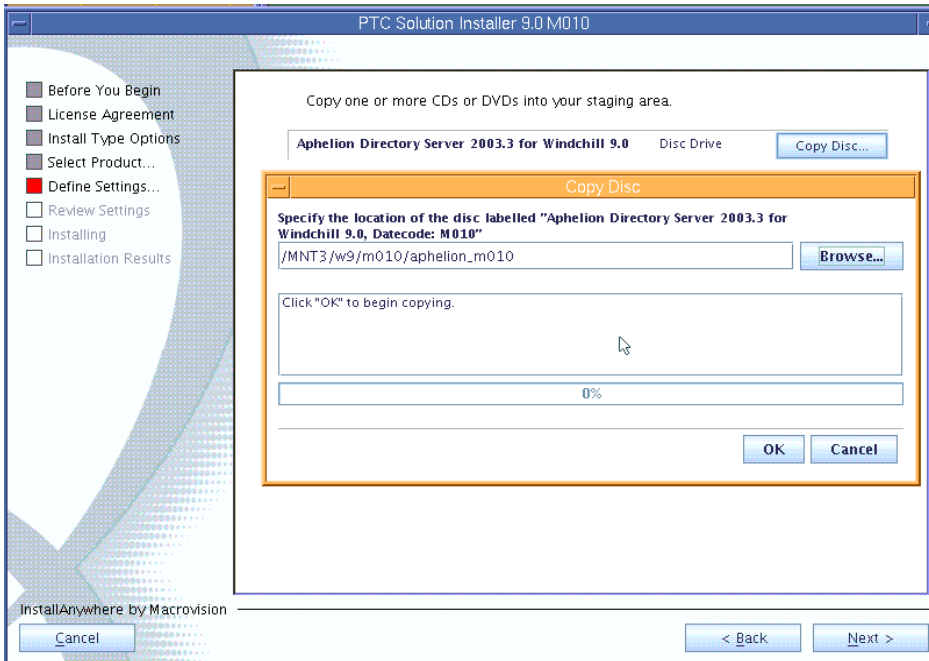 PTC Solution Installer 9.0 M010
Before You Begin
License Agreement
Install Type Options
Select Product...
Define Settings...
Review Settings
Installing
Installation Results
Copy one or more CDs or DVDs into your staging area.
Aphelion Directory Server 2003.3 for Windchill 9.0 Disc Drive Copy Disc...
Copy Disc
Specify the location of the disc labelled "Aphelion Directory Server 2003.3 for
Windchill 9.0, Datecode: M010"
/MNT3/w9/m010/aphelion_m010 Browse...
Click "OK" to begin copying.
0%
OK Cancel
InstallAnywhere by Macrovision
Cancel < Back Next >